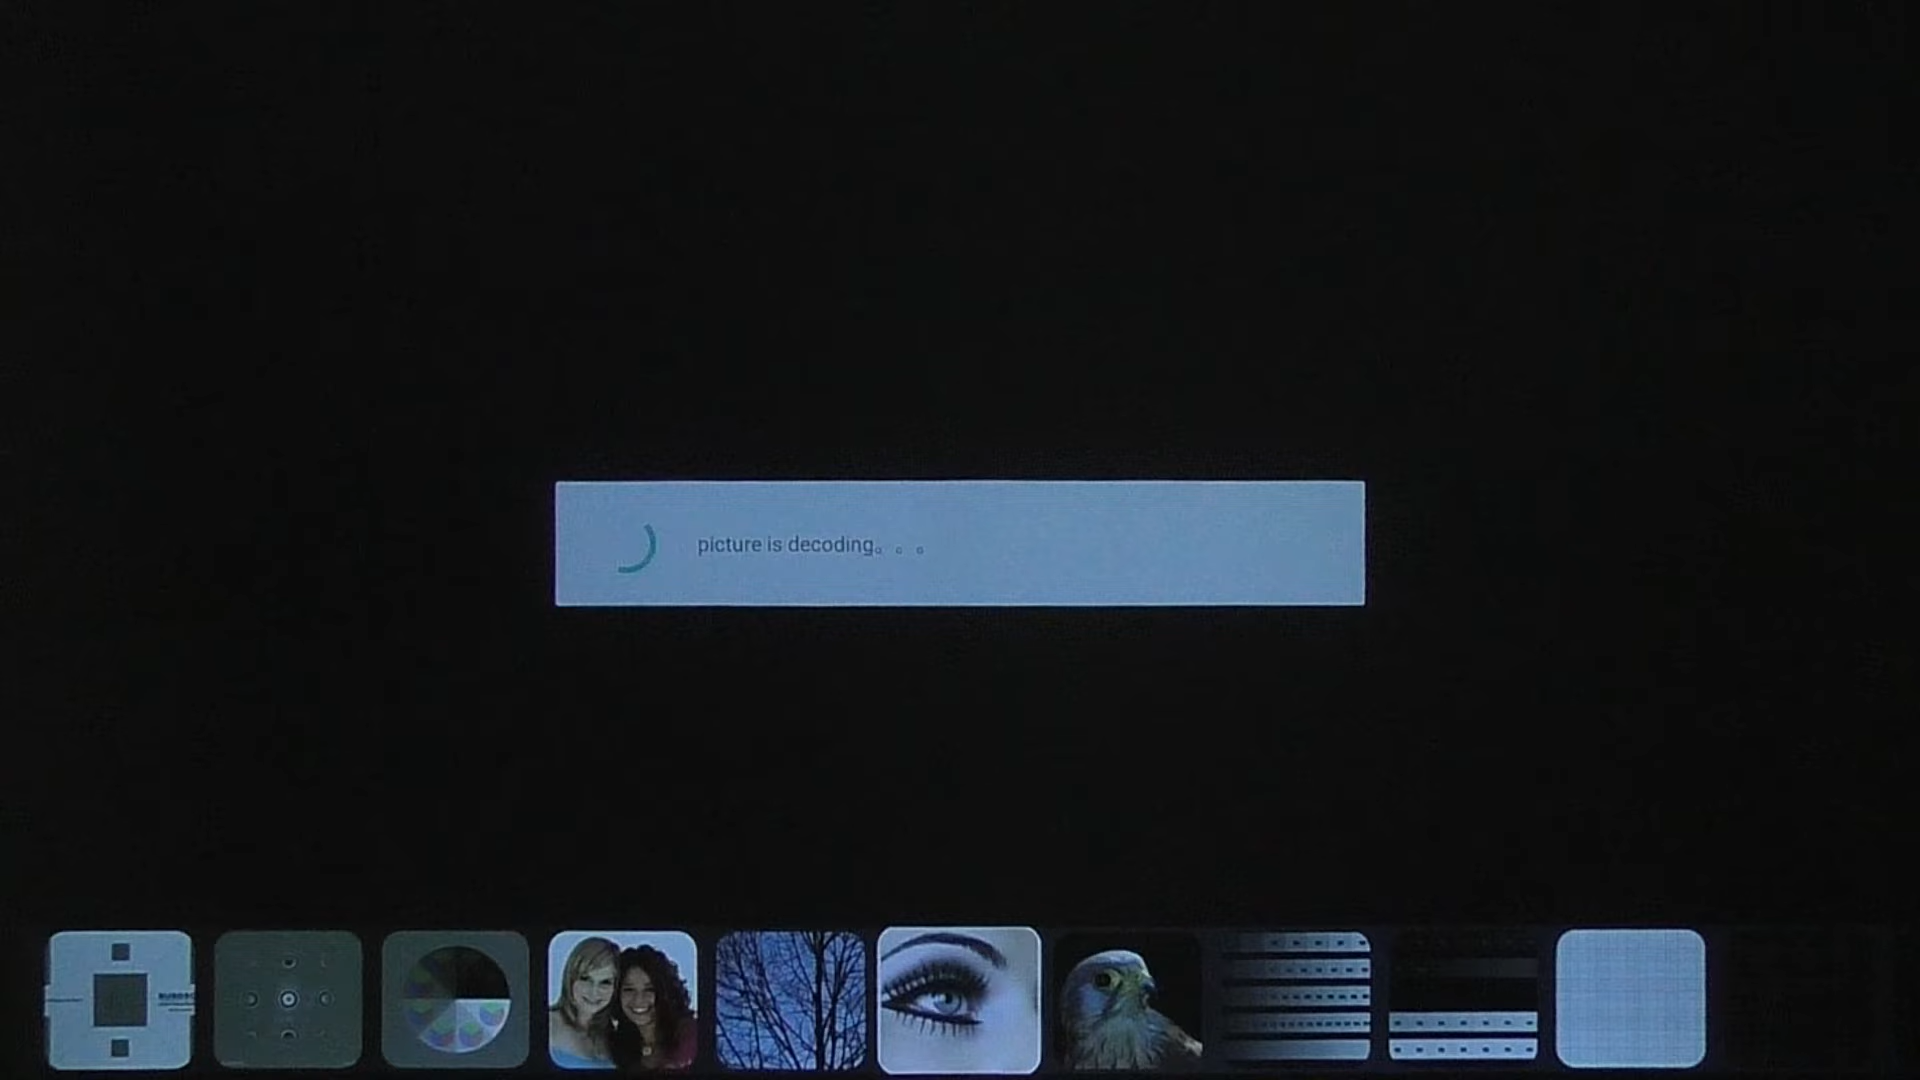 picture is decoding。。。